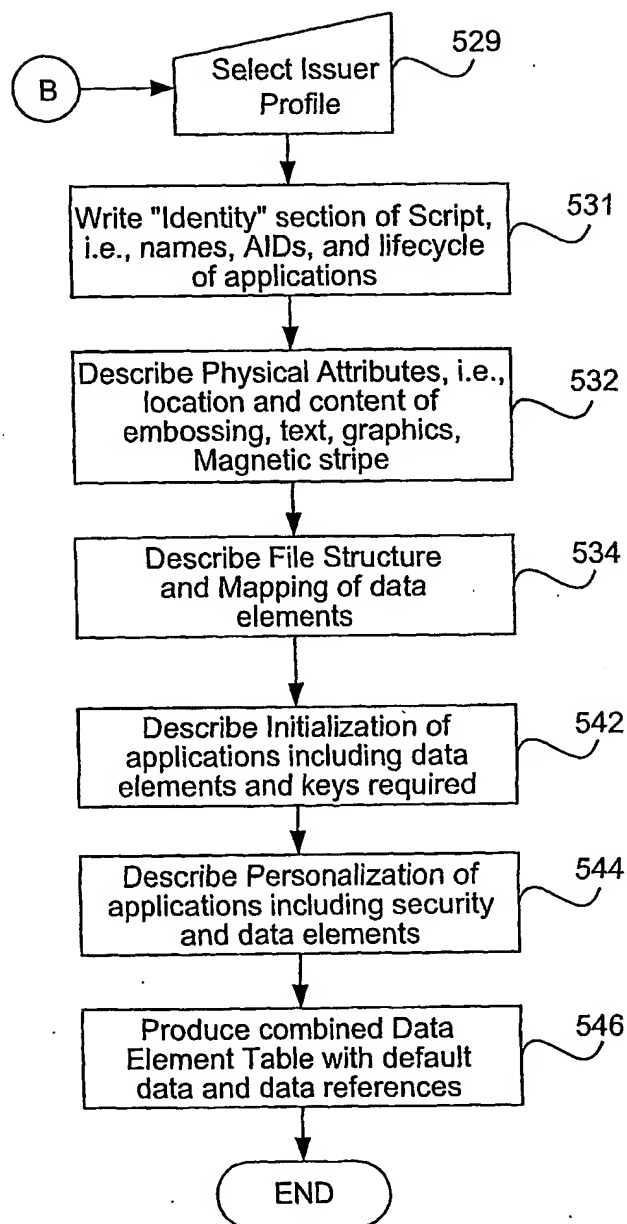 529
B
Select Issuer
Profile
531
Write "Identity" section of Script,
i.e., names, AIDs, and lifecycle
of applications
532
Describe Physical Attributes, i.e.,
location and content of
embossing, text, graphics,
Magnetic stripe
534
Describe File Structure
and Mapping of data
elements
542
Describe Initialization of
applications including data
elements and keys required
544
Describe Personalization of
applications including security
and data elements
546
Produce combined Data
Element Table with default
data and data references
END